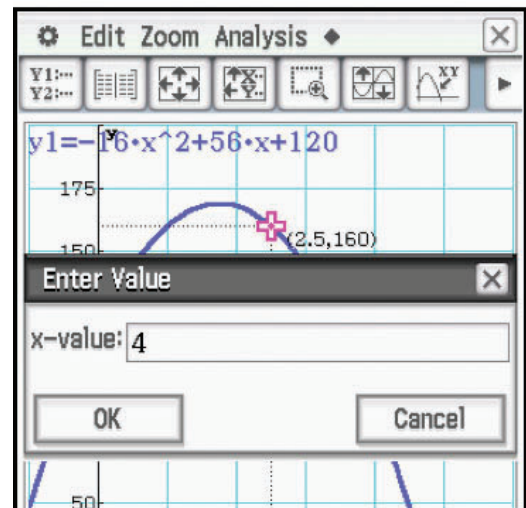 Edit Zoom Analysis ◆
Y1:···
Y2:···
X··
Y··
XY
y
y1=-16·x^2+56·x+120
175
(2.5,160)
150
Enter Value
x-value: 4
OK Cancel
50